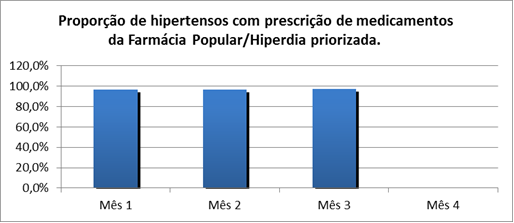 Proporção de hipertensos com prescrição de medicamentos
da Farmácia Popular/Hiperdia priorizada.
120,0%
100,0%
80,0%
60,0%
40,0%
20,0%
0,0%
Mês 1 Mês 2 Mês 3 Mês 4